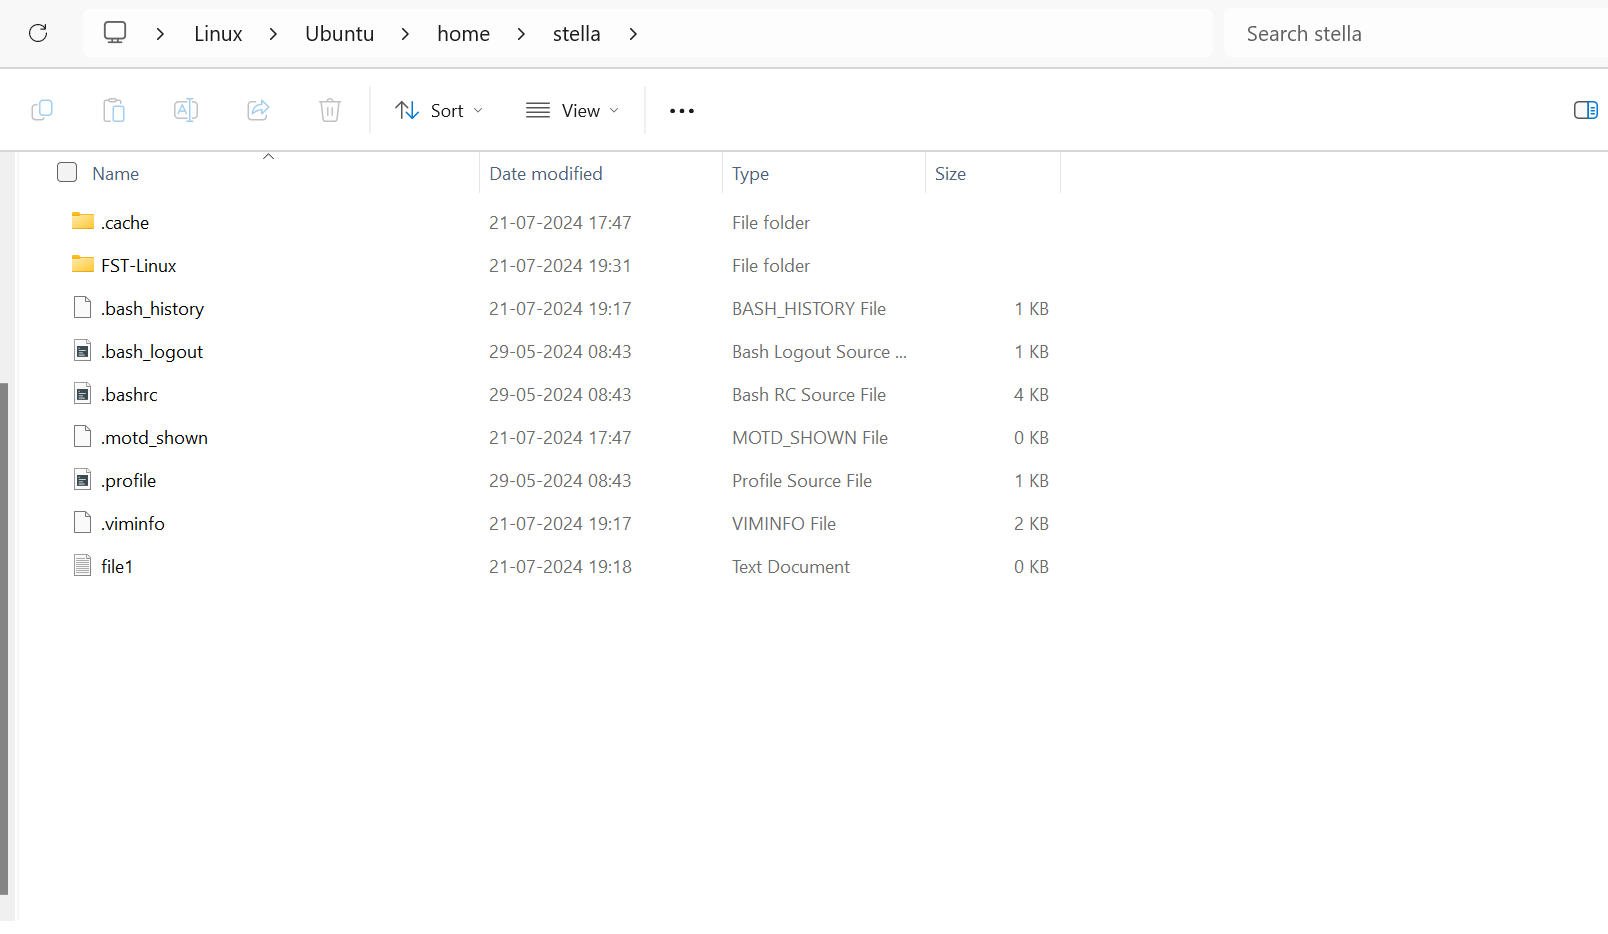 Linux Ubuntu home stella Search stella
Sort View
Name Date modified Type Size
.cache 21-07-2024 17:47 File folder
FST-Linux 21-07-2024 19:31 File folder
.bash_history 21-07-2024 19:17 BASH_HISTORY File 1 KB
.bash_logout 29-05-2024 08:43 Bash Logout Source ... 1 KB
.bashrc 29-05-2024 08:43 Bash RC Source File 4 KB
.motd_shown 21-07-2024 17:47 MOTD_SHOWN File 0 KB
.profile 29-05-2024 08:43 Profile Source File 1 KB
.viminfo 21-07-2024 19:17 VIMINFO File 2 KB
file1 21-07-2024 19:18 Text Document 0 KB